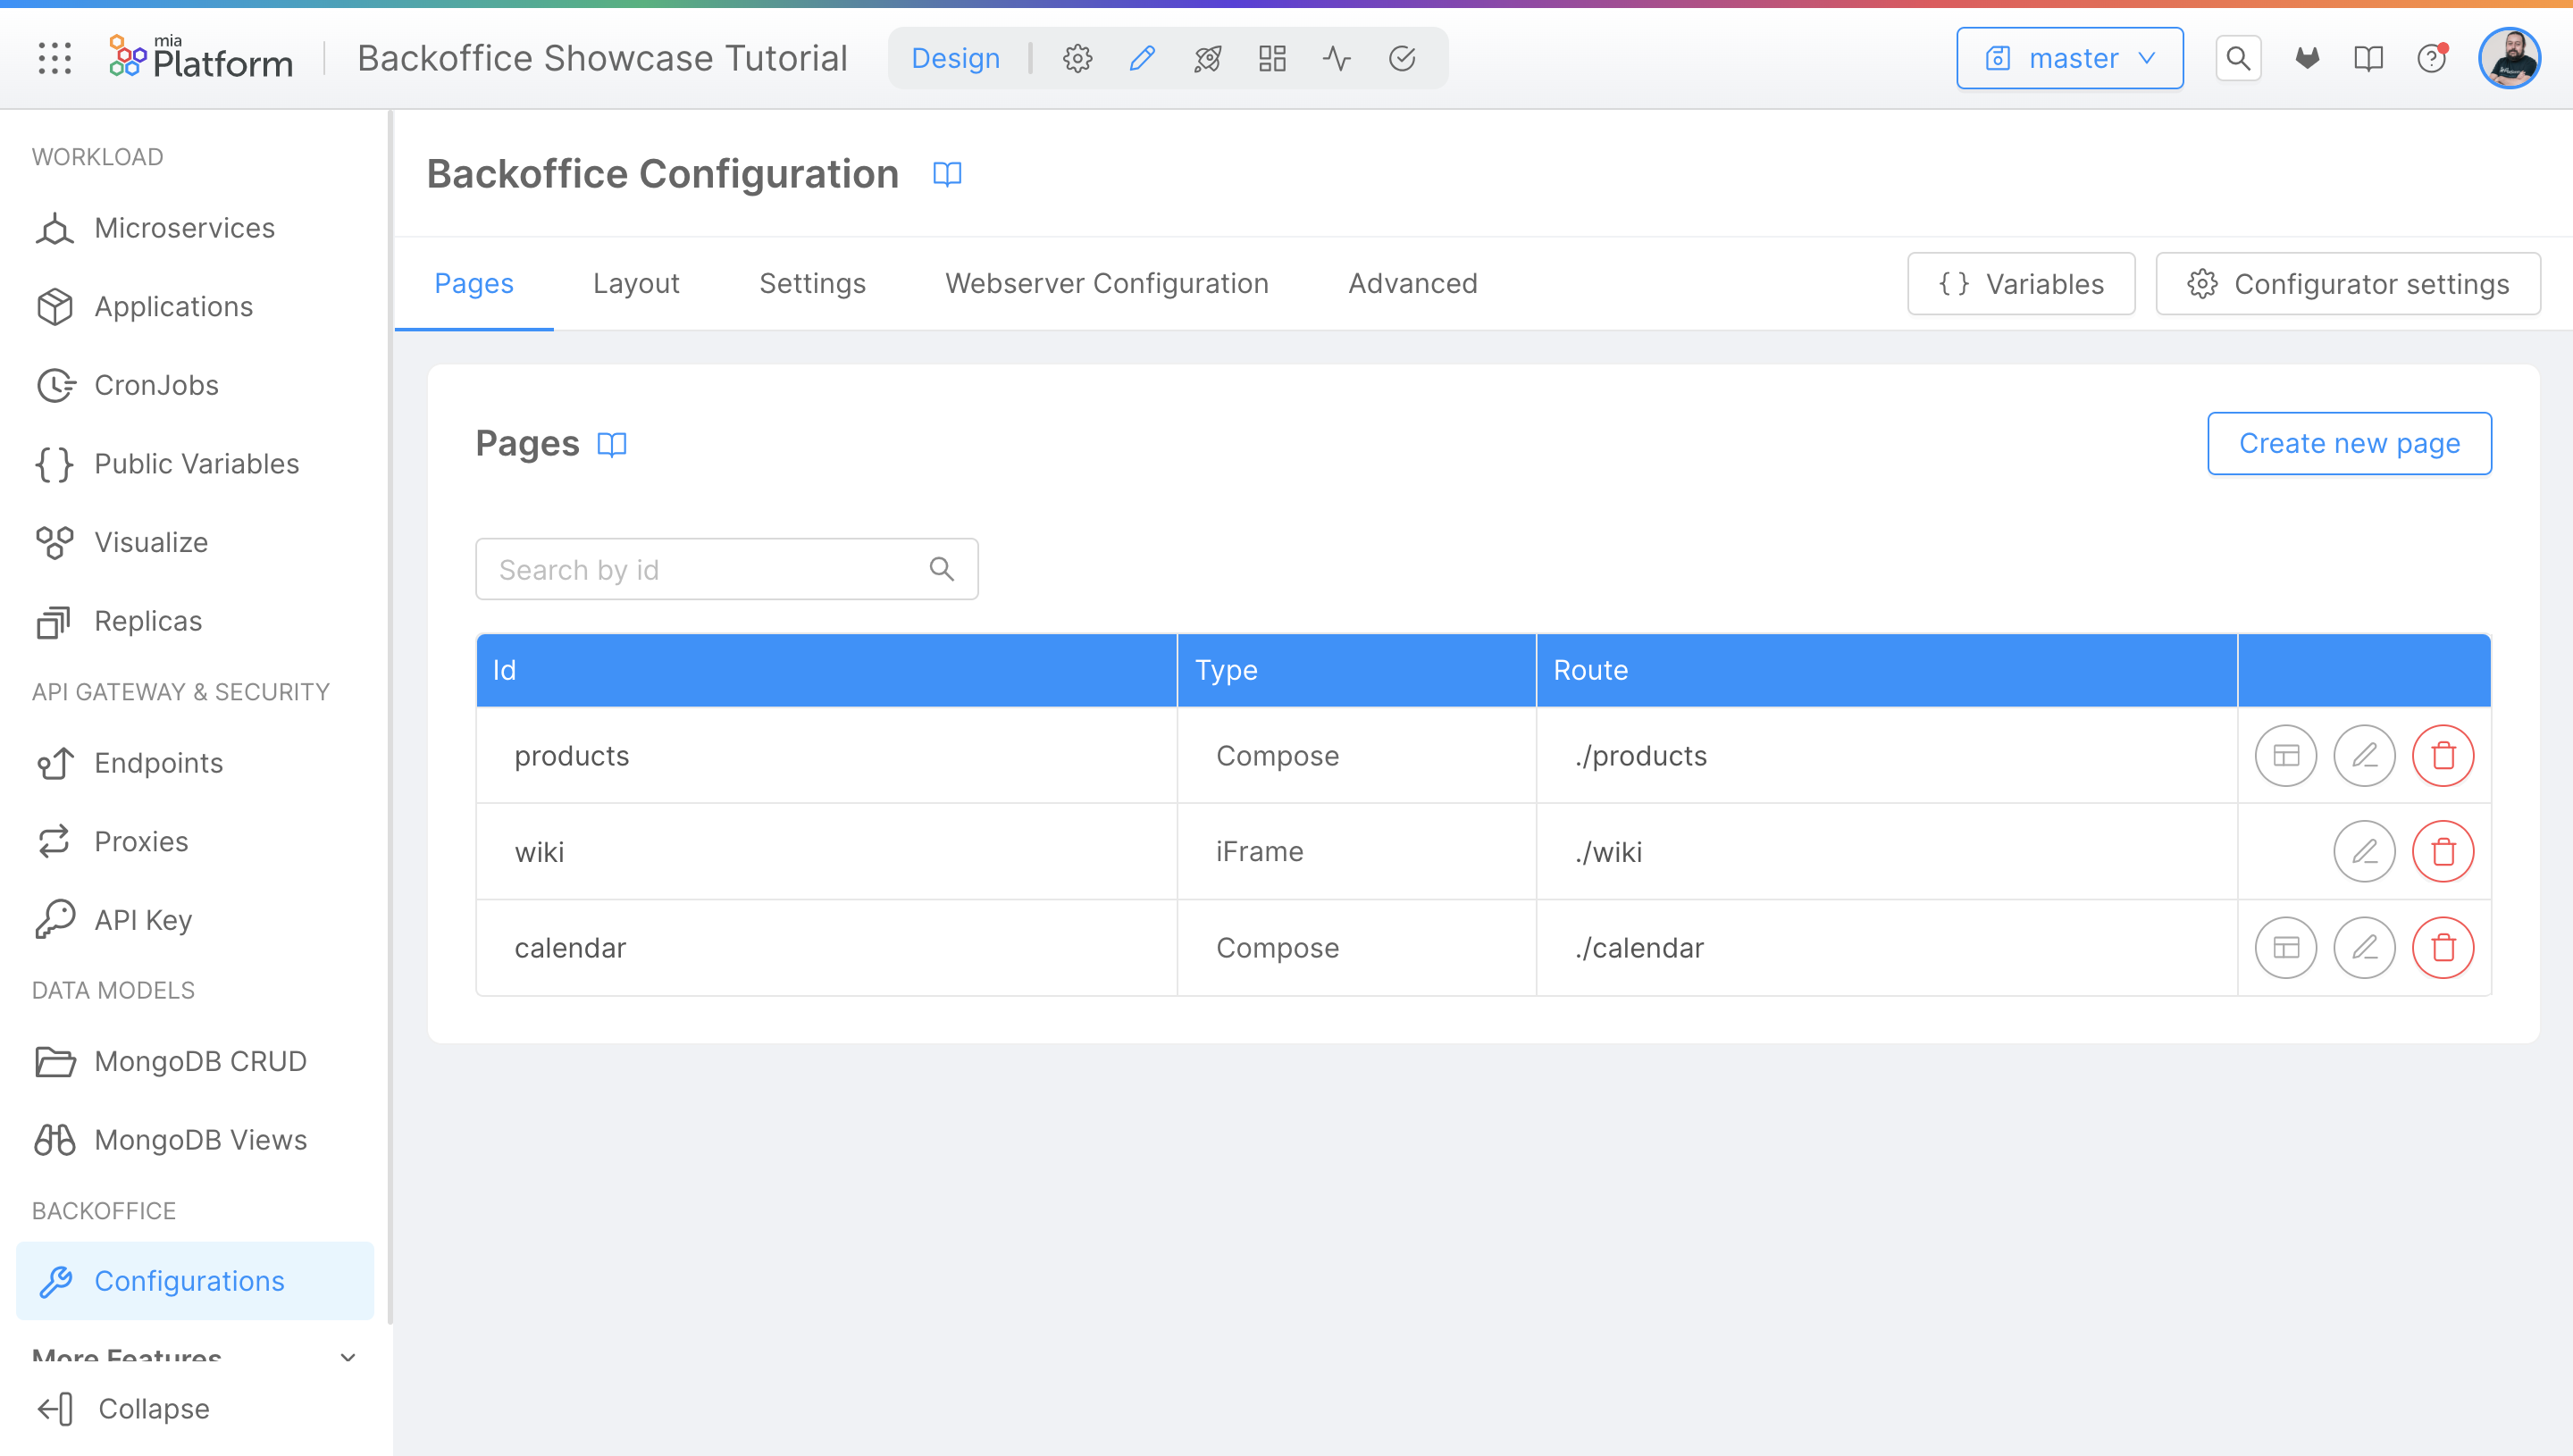 mia Platform
Backoffice Showcase Tutorial
Design
master
WORKLOAD
Microservices
Applications
CronJobs
Public Variables
Visualize
Replicas
API GATEWAY & SECURITY
Endpoints
Proxies
API Key
DATA MODELS
MongoDB CRUD
MongoDB Views
BACKOFFICE
Configurations
More Features
Collapse
Backoffice Configuration
Pages Layout Settings Webserver Configuration Advanced
{ } Variables
Configurator settings
Pages
Create new page
Search by id
Id Type Route
products Compose ./products
wiki iFrame ./wiki
calendar Compose ./calendar